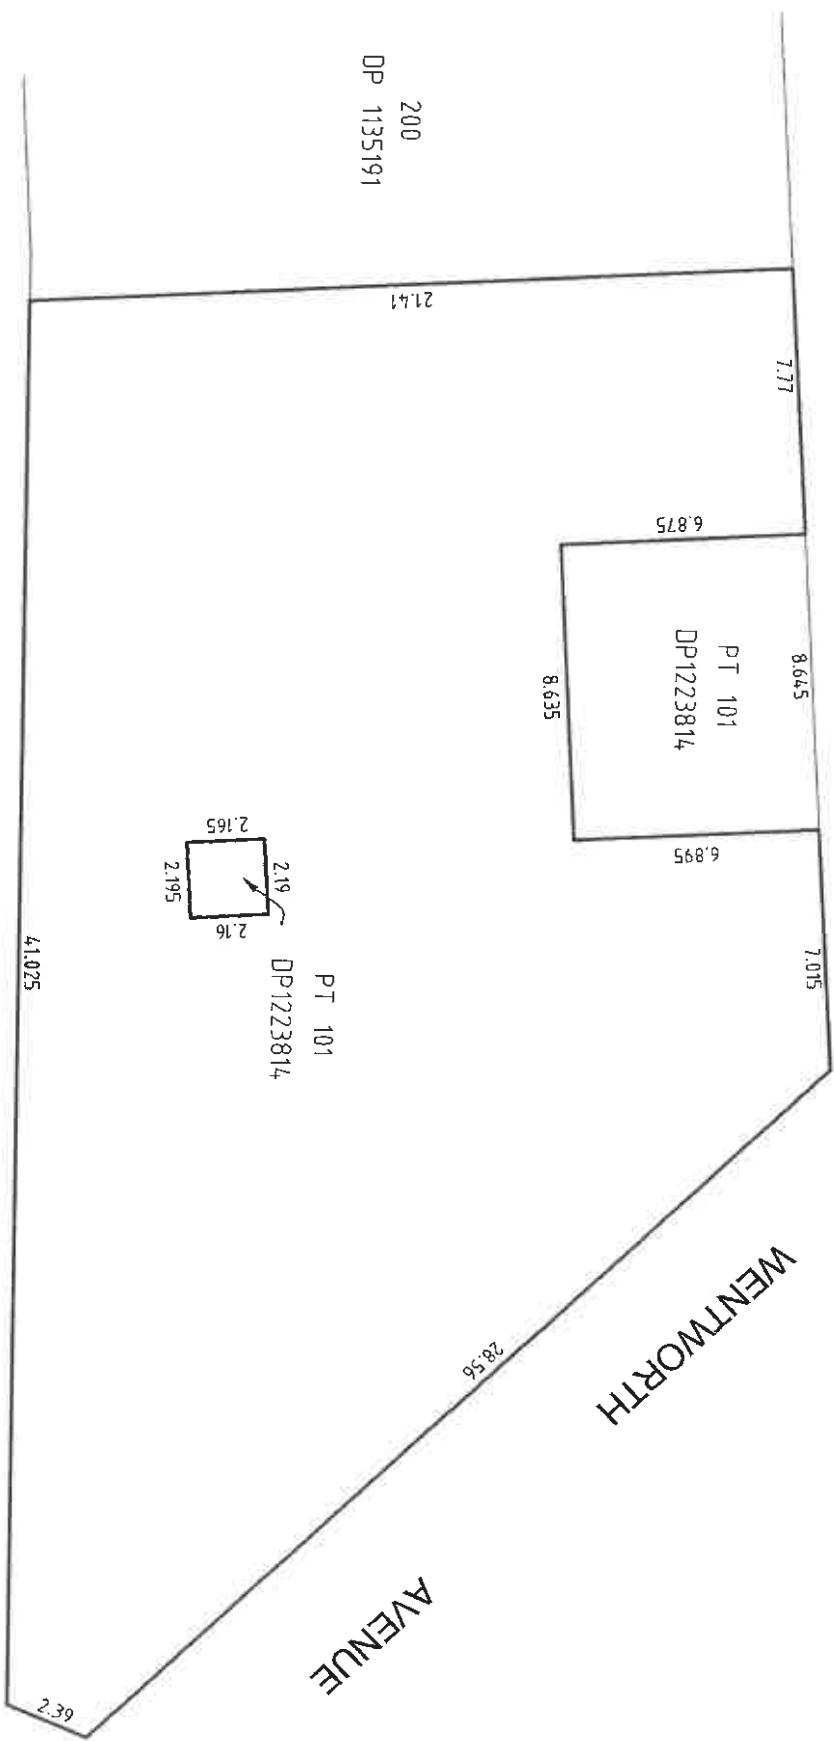 200
DP 1135191
21.41
7.77
6.875
8.645
PT 101
DP1223814
8.635
6.895
7.015
2.165
2.19
2.195
2.16
PT 101
DP1223814
41.025
28.56
2.39
WENTWORTH
AVENUE